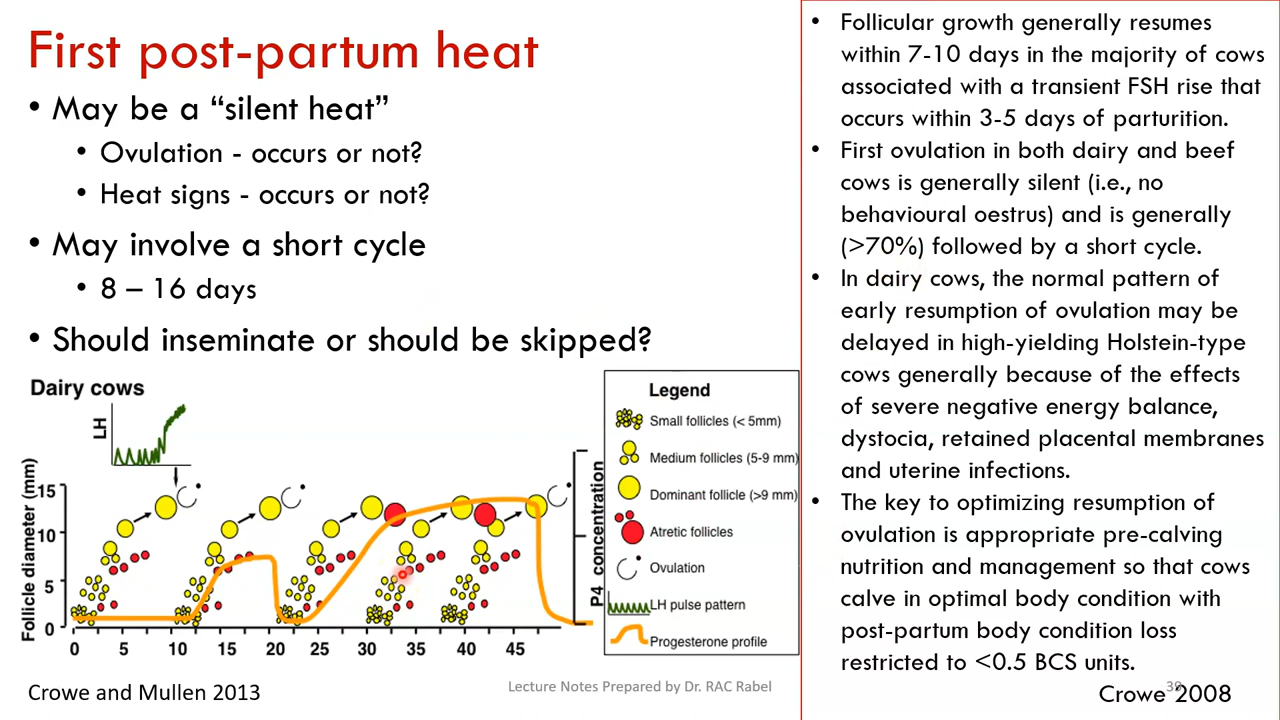 First post-partum heat
• May be a “silent heat”
• Ovulation - occurs or not?
• Heat signs - occurs or not?
• May involve a short cycle
• 8 – 16 days
• Should inseminate or should be skipped?
Dairy cows
LH
Follicle diameter (mm)
15
10
5
0
0 5 10 15 20 25 30 35 40 45
P4 concentration
Legend
Small follicles (< 5mm)
Medium follicles (5-9 mm)
Dominant follicle (>9 mm)
Atretic follicles
Ovulation
LH pulse pattern
Progesterone profile
Crowe and Mullen 2013
Lecture Notes Prepared by Dr. RAC Rabel
• Follicular growth generally resumes
within 7-10 days in the majority of cows
associated with a transient FSH rise that
occurs within 3-5 days of parturition.
• First ovulation in both dairy and beef
cows is generally silent (i.e., no
behavioural oestrus) and is generally
(>70%) followed by a short cycle.
• In dairy cows, the normal pattern of
early resumption of ovulation may be
delayed in high-yielding Holstein-type
cows generally because of the effects
of severe negative energy balance,
dystocia, retained placental membranes
and uterine infections.
• The key to optimizing resumption of
ovulation is appropriate pre-calving
nutrition and management so that cows
calve in optimal body condition with
post-partum body condition loss
restricted to <0.5 BCS units.
Crowe 2008